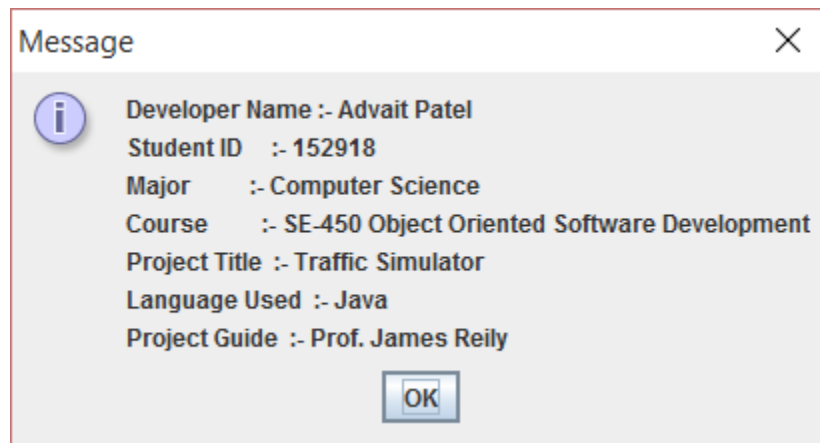 Message
Developer Name :- Advait Patel
Student ID :- 152918
Major :- Computer Science
Course :- SE-450 Object Oriented Software Development
Project Title :- Traffic Simulator
Language Used :- Java
Project Guide :- Prof. James Reily
OK